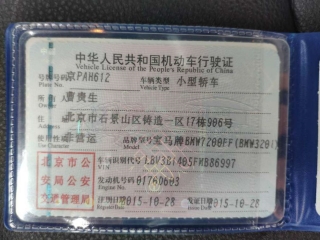 中华人民共和国机动车行驶证
Vehicle License of the People's Republic of China
号牌号码 京PAH612 车辆类型 小型轿车
Plate No. Vehicle Type
所有人 曹贵生
Owner
住址 北京市石景山区铸造一区17栋906号
非营运 品牌型号 宝马牌BMW7200FF(BMW320
Use Character Model
北京市公安局公安交通管理局
车辆识别代号
VIN
发动机号码 01760603
Engine No.
注册日期 2015-10-28 发证日期 2015-10-28
Register Date Issue Date